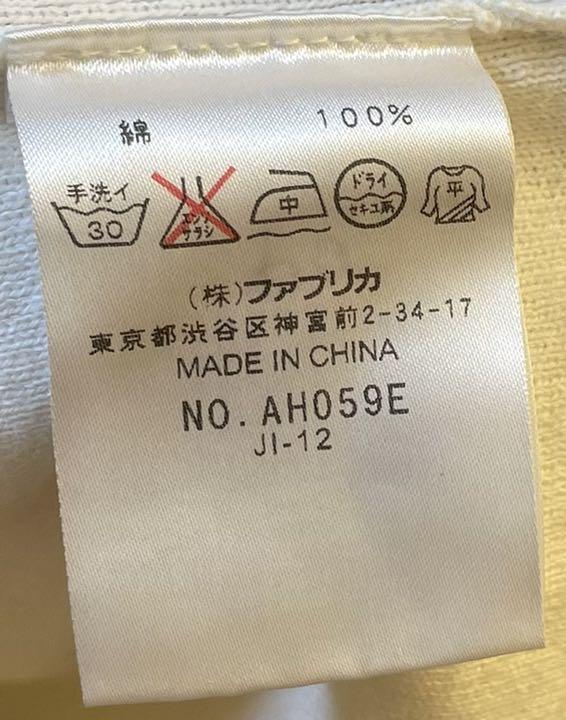 綿 100%
手洗イ 30 エンソサラシ 中 ドライ セキユ系 平
(株)ファブリカ
東京都渋谷区神宮前2-34-17
MADE IN CHINA
NO. AH059E
JI-12